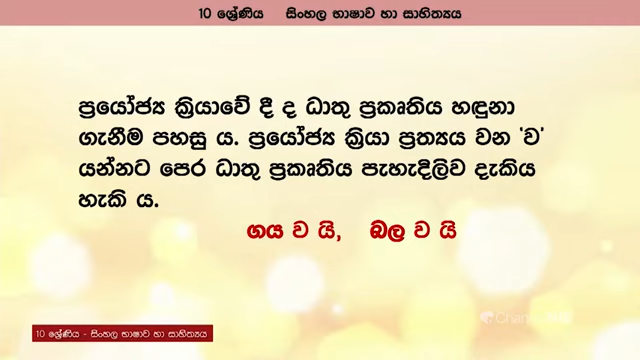 10 ශ්‍රේණිය සිංහල භාෂාව හා සාහිත්‍යය
ප්‍රයෝජ්‍ය ක්‍රියාවේ දී ද ධාතු ප්‍රකෘතිය හඳුනා
ගැනීම පහසු ය. ප්‍රයෝජ්‍ය ක්‍රියා ප්‍රත්‍යය වන 'ව'
යන්නට පෙර ධාතු ප්‍රකෘතිය පැහැදිලිව දැකිය
හැකි ය.
ගය ව යි, බල ව යි
10 ශ්‍රේණිය - සිංහල භාෂාව හා සාහිත්‍යය